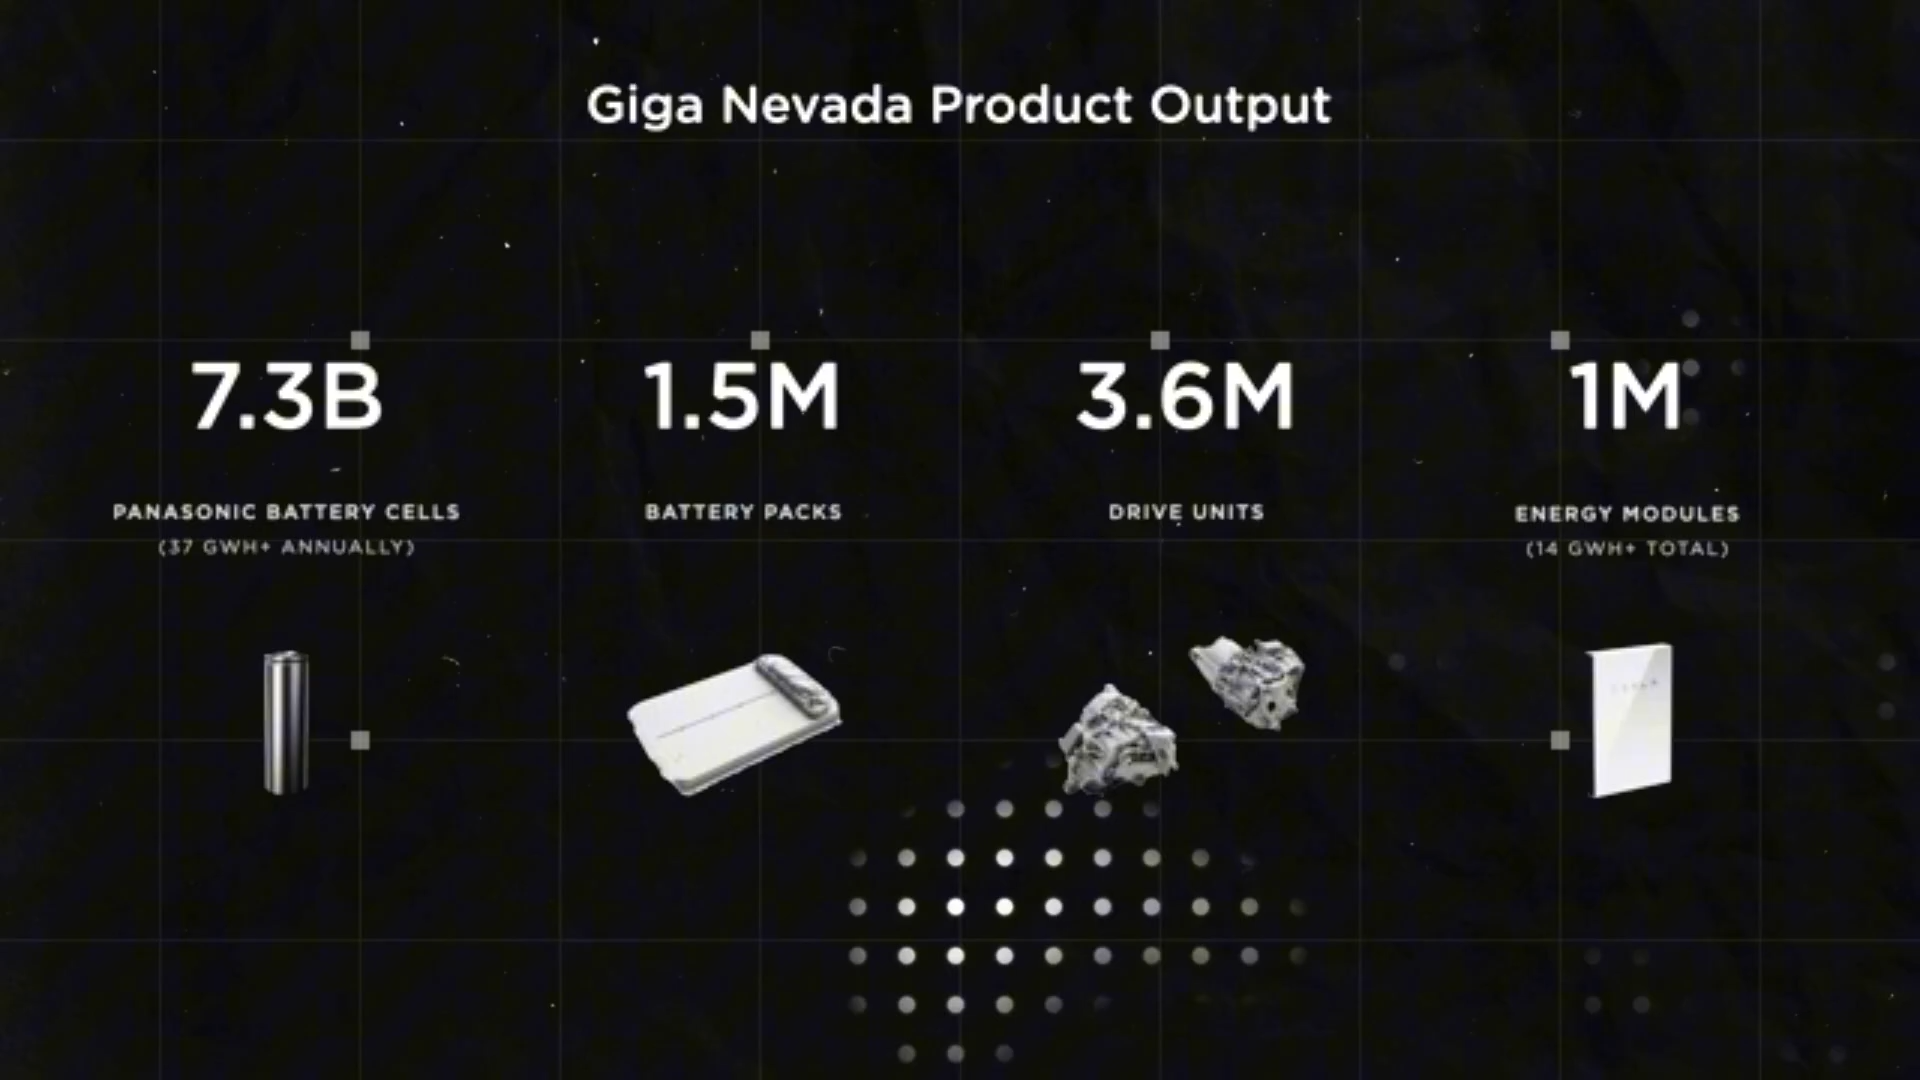 Giga Nevada Product Output
7.3B
PANASONIC BATTERY CELLS
(37 GWH+ ANNUALLY)
1.5M
BATTERY PACKS
3.6M
DRIVE UNITS
1M
ENERGY MODULES
(14 GWH+ TOTAL)